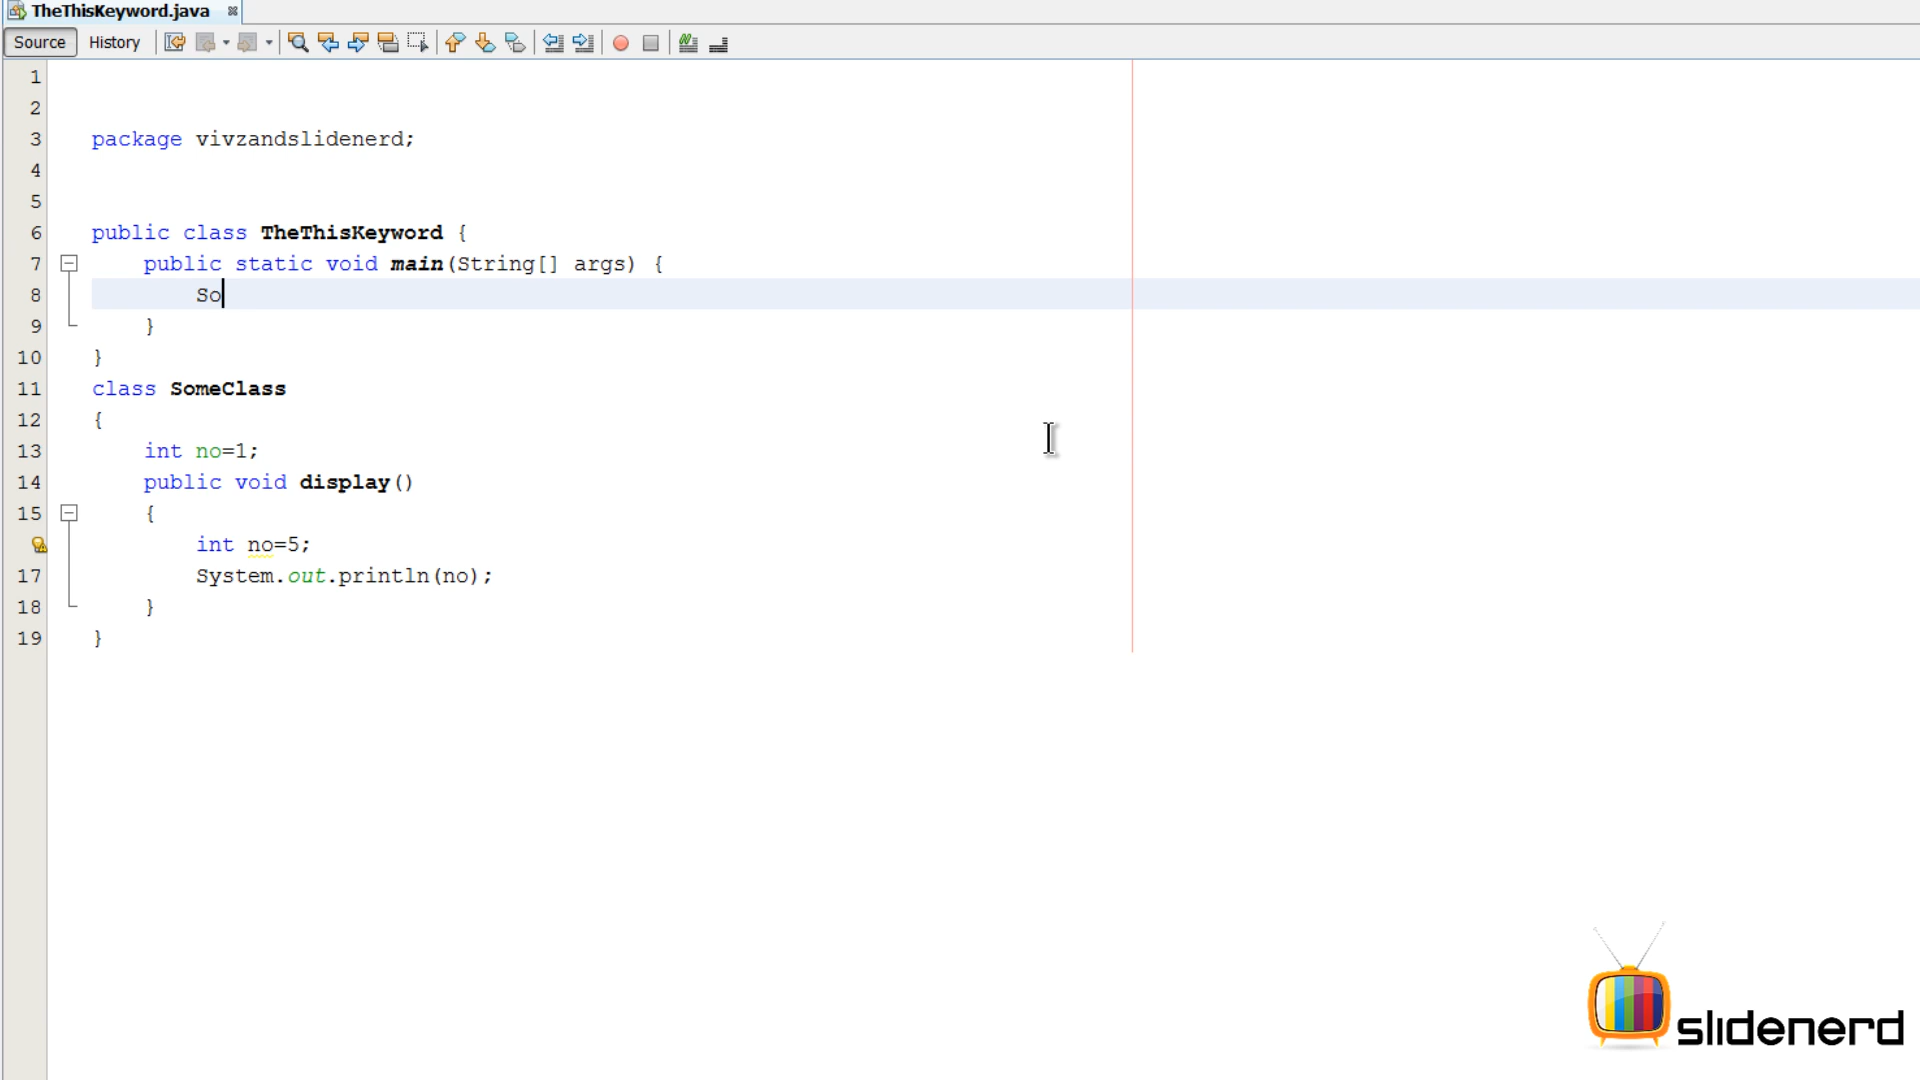 TheThisKeyword.java
Source History
1
2
3 package vivzandslidenerd;
4
5
6 public class TheThisKeyword {
7 public static void main(String[] args) {
8 So
9 }
10 }
11 class SomeClass
12 {
13 int no=1;
14 public void display()
15 {
int no=5;
17 System.out.println(no);
18 }
19 }
slidenerd